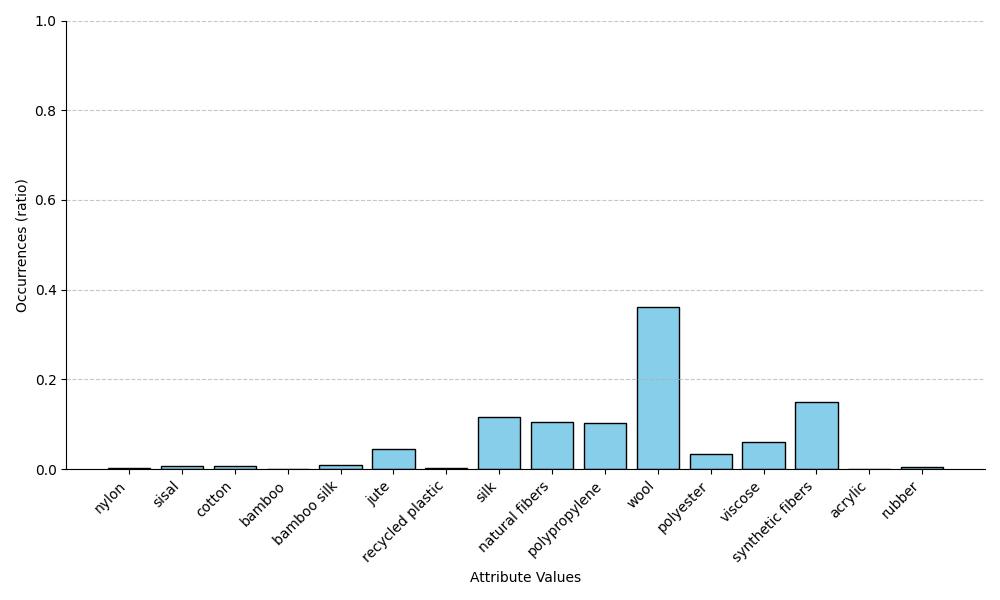 1.0
0.8
0.6
0.4
0.2
0.0
Occurrences (ratio)
nylon
sisal
cotton
bamboo
bamboo silk
jute
recycled plastic
silk
natural fibers
polypropylene
wool
polyester
viscose
synthetic fibers
acrylic
rubber
Attribute Values